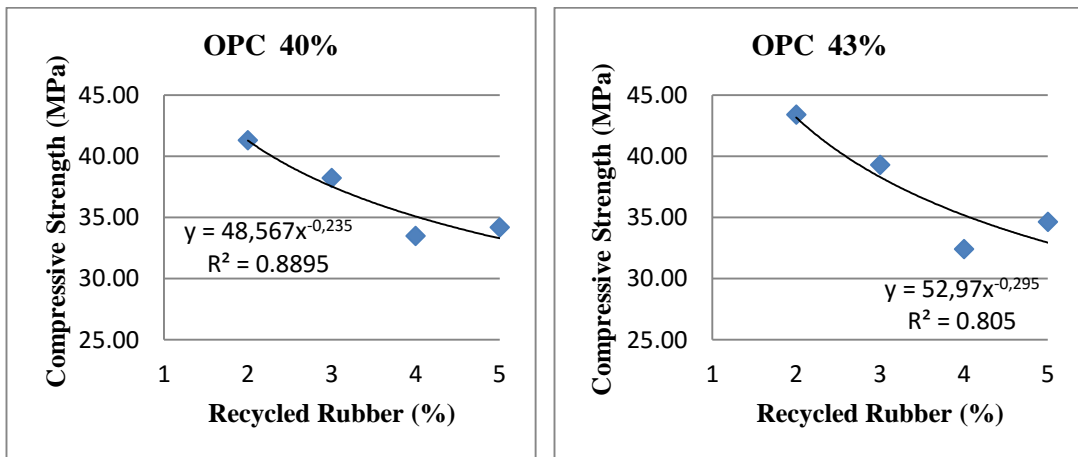 OPC 40%
Compressive Strength (MPa)
45.00
40.00
35.00
30.00
25.00
y = 48,567x^-0,235
R² = 0.8895
1 2 3 4 5
Recycled Rubber (%)
OPC 43%
Compressive Strength (MPa)
45.00
40.00
35.00
30.00
25.00
y = 52,97x^-0,295
R² = 0.805
1 2 3 4 5
Recycled Rubber (%)